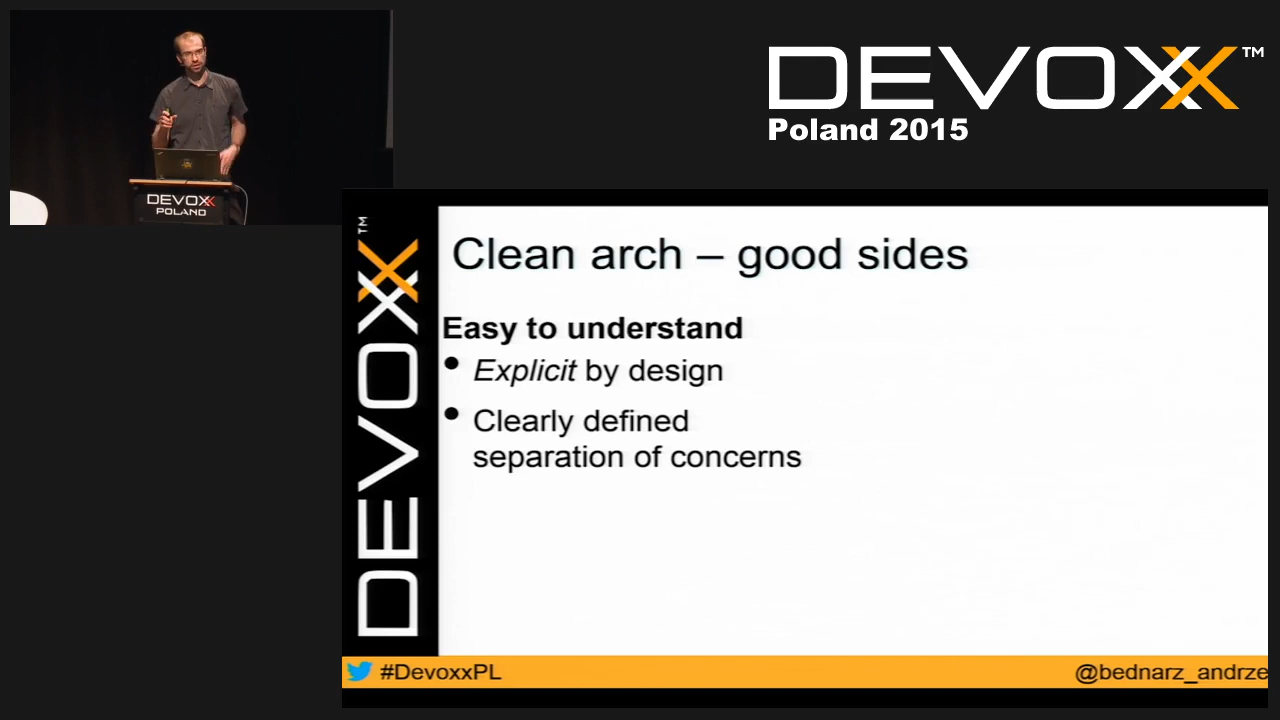 DEVOXX™
Poland 2015
DEVOXX
POLAND
DEVOXX™
Clean arch – good sides
Easy to understand
• Explicit by design
• Clearly defined
separation of concerns
#DevoxxPL
@bednarz_andrze